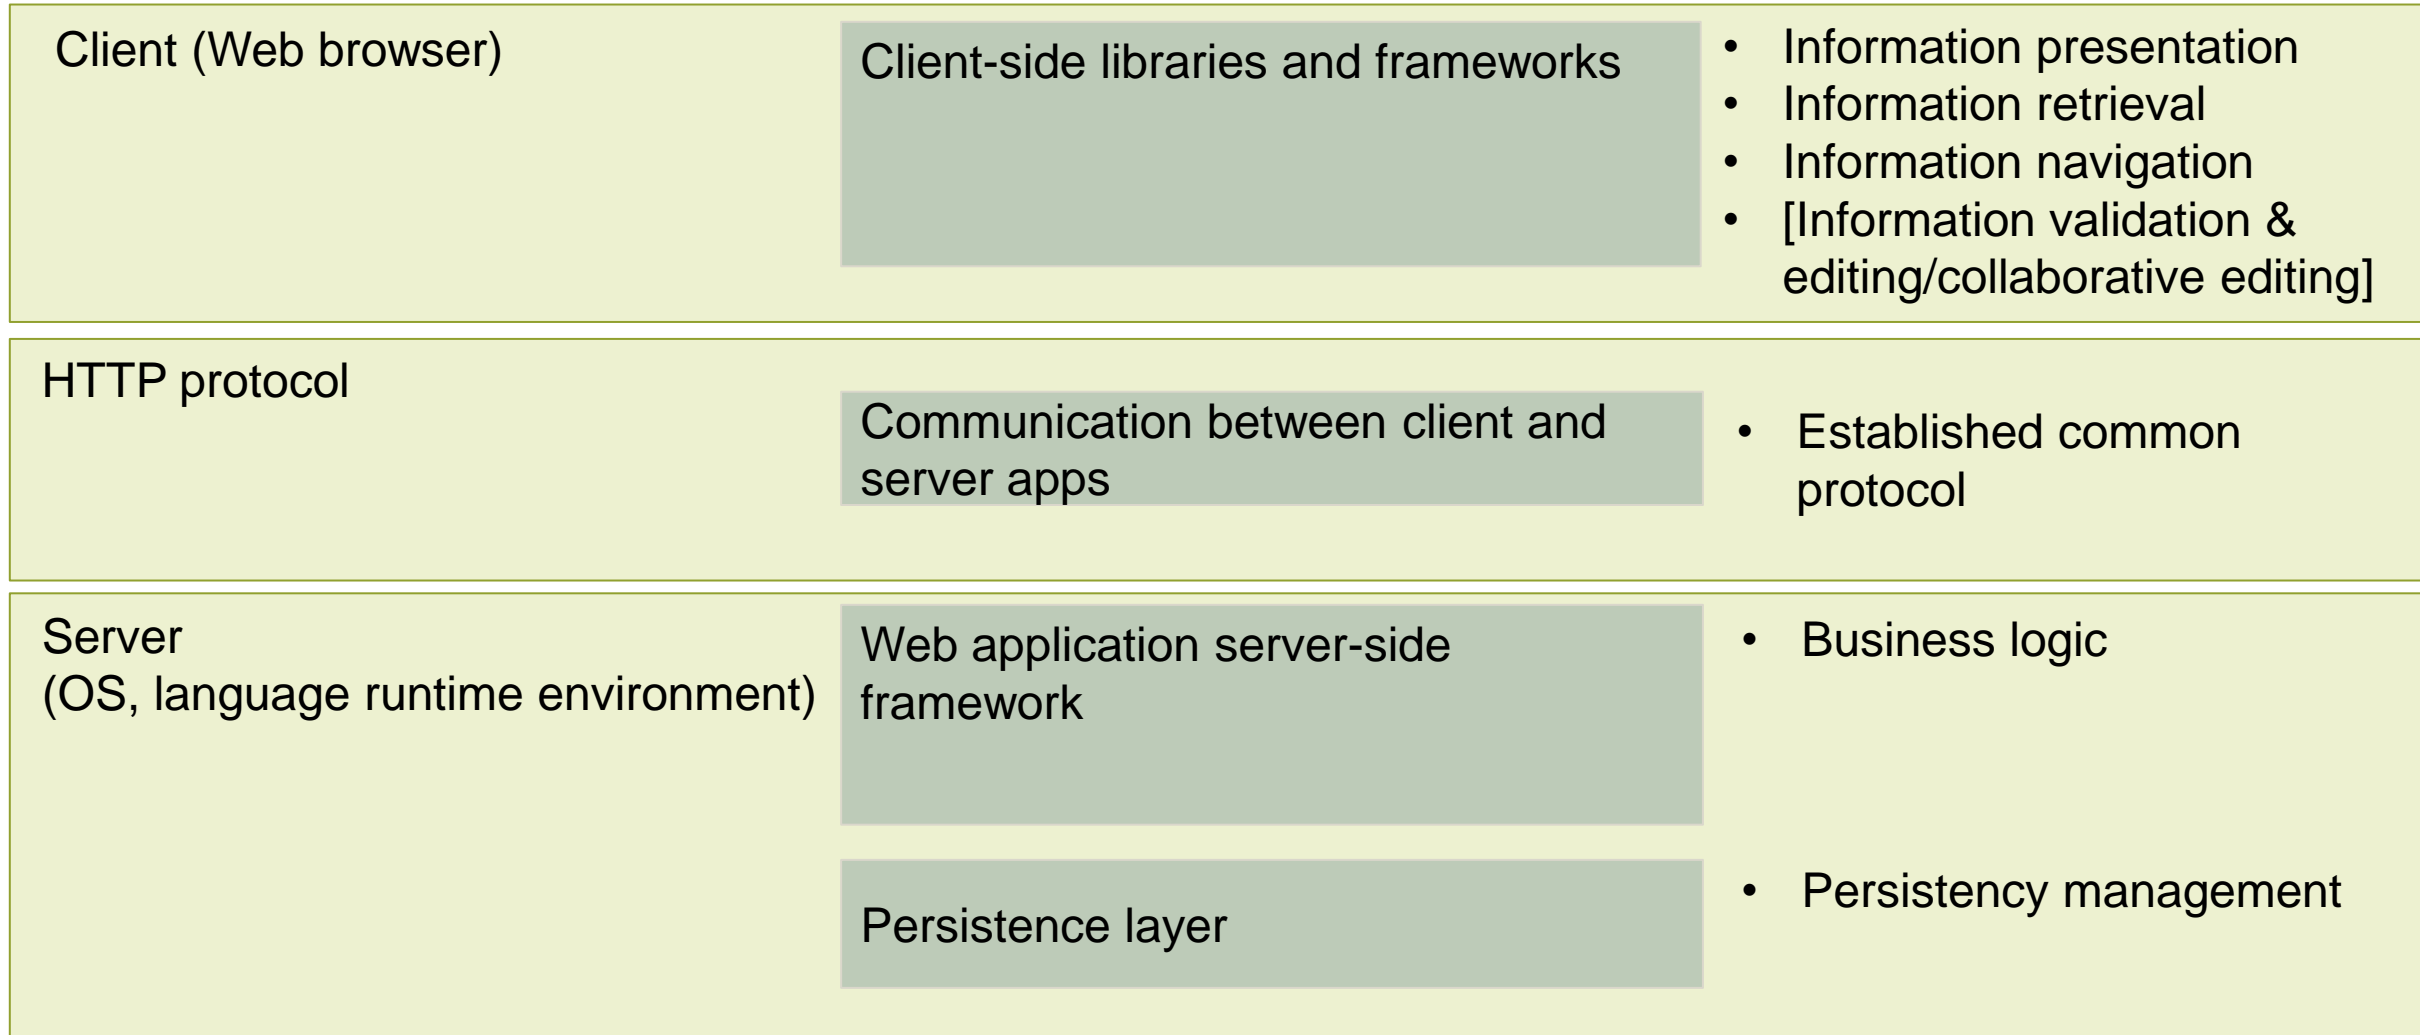 Client (Web browser)
Client-side libraries and frameworks
• Information presentation
• Information retrieval
• Information navigation
• [Information validation &
editing/collaborative editing]
HTTP protocol
Communication between client and
server apps
• Established common
protocol
Server
(OS, language runtime environment)
Web application server-side
framework
• Business logic
Persistence layer
• Persistency management